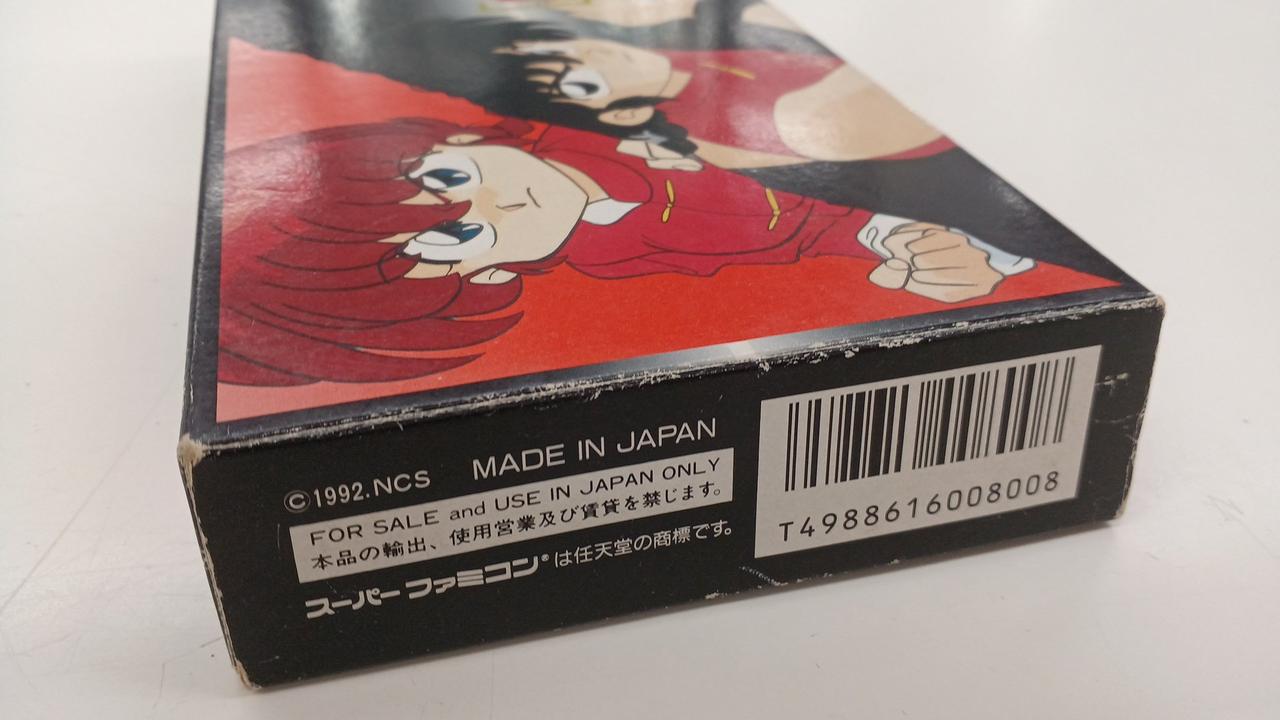 ©1992.NCS MADE IN JAPAN
FOR SALE and USE IN JAPAN ONLY
本品の輸出、使用営業及び賃貸を禁じます。
スーパーファミコン®は任天堂の商標です。
T4988616008008